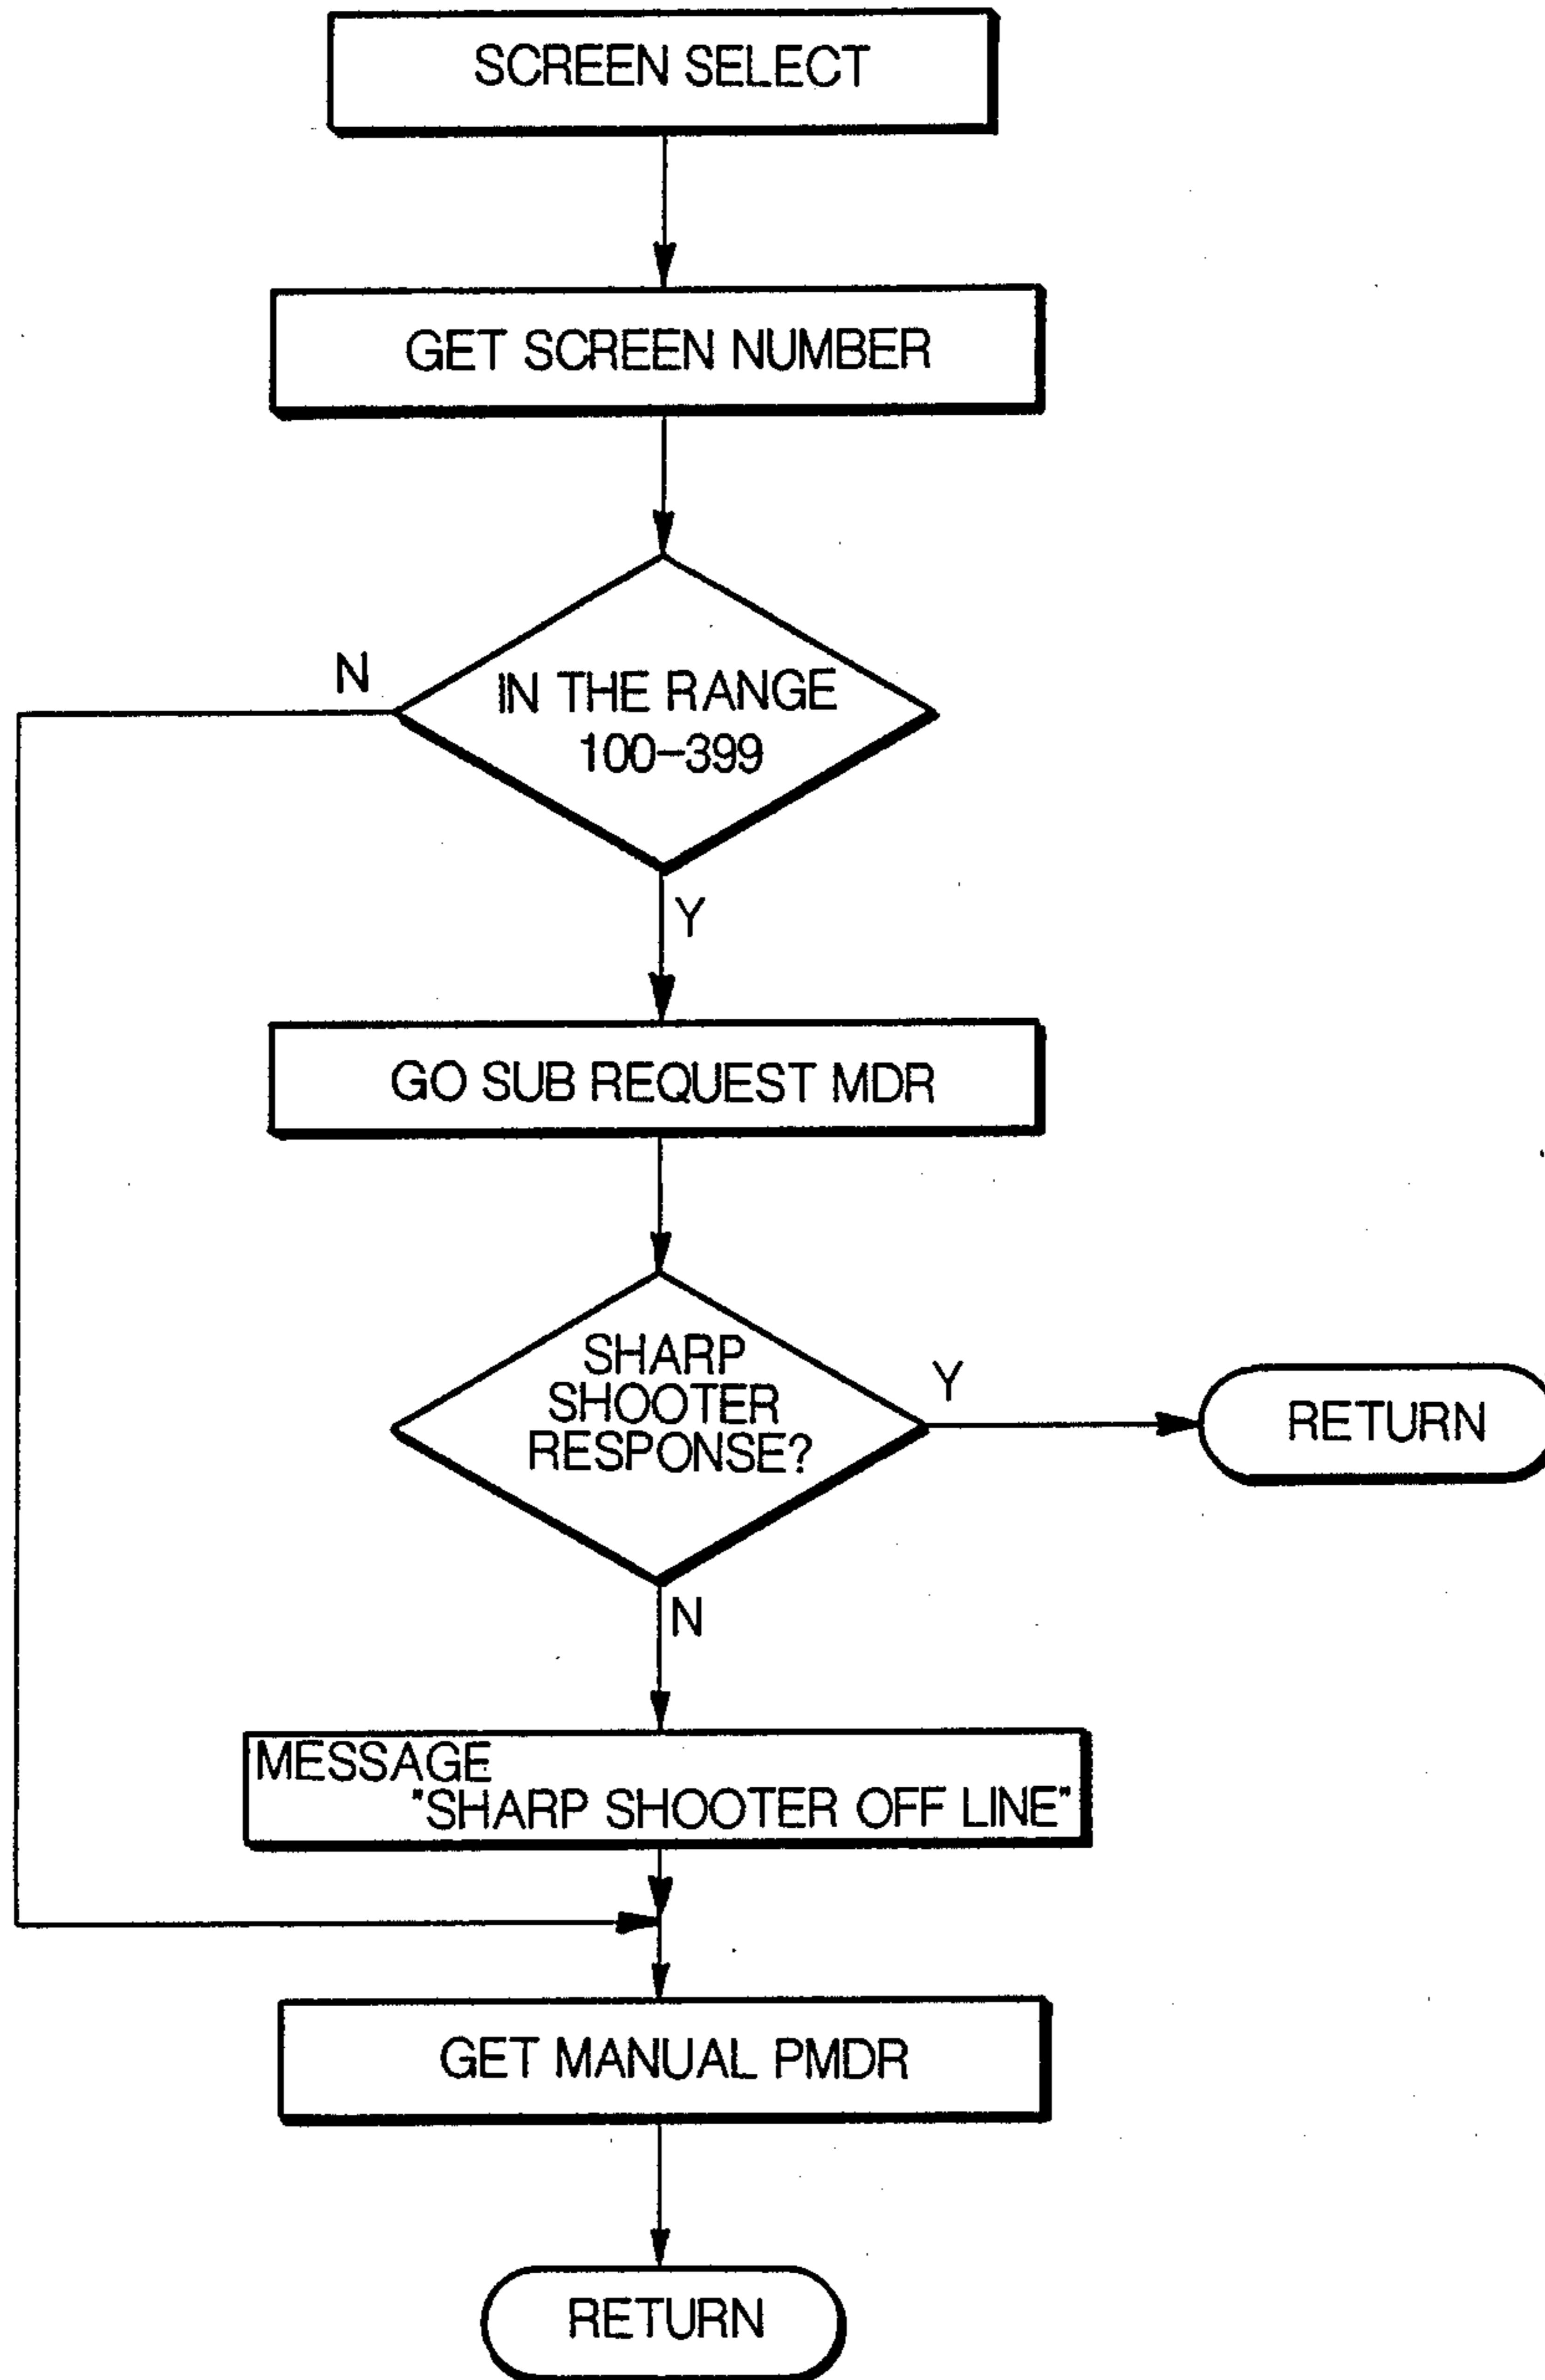 SCREEN SELECT
GET SCREEN NUMBER
N
IN THE RANGE
100-399
Y
GO SUB REQUEST MDR
SHARP
SHOOTER
RESPONSE?
Y
RETURN
N
MESSAGE
"SHARP SHOOTER OFF LINE"
GET MANUAL PMDR
RETURN